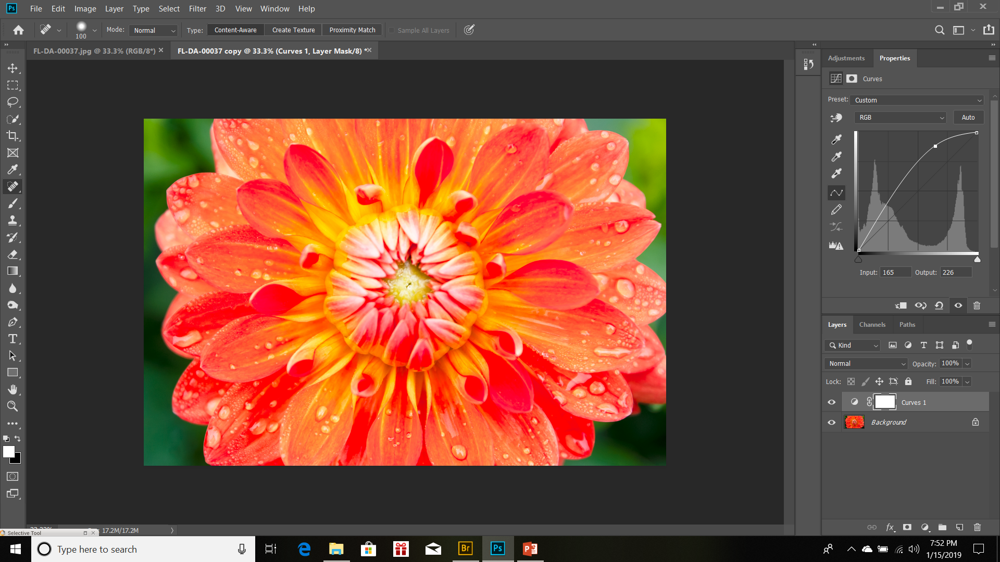 Ps File Edit Image Layer Type Select Filter 3D View Window Help
100 Mode: Normal Type: Content-Aware Create Texture Proximity Match Sample All Layers
FL-DA-00037.jpg @ 33.3% (RGB/8*) × FL-DA-00037 copy @ 33.3% (Curves 1, Layer Mask/8) *×
Adjustments Properties
Curves
Preset: Custom
RGB Auto
Input: 165 Output: 226
Layers Channels Paths
Kind
Normal Opacity: 100%
Lock: Fill: 100%
Curves 1
Background
fx
17.2M/17.2M
Selective Tool
Type here to search
Br Ps
7:52 PM
1/15/2019